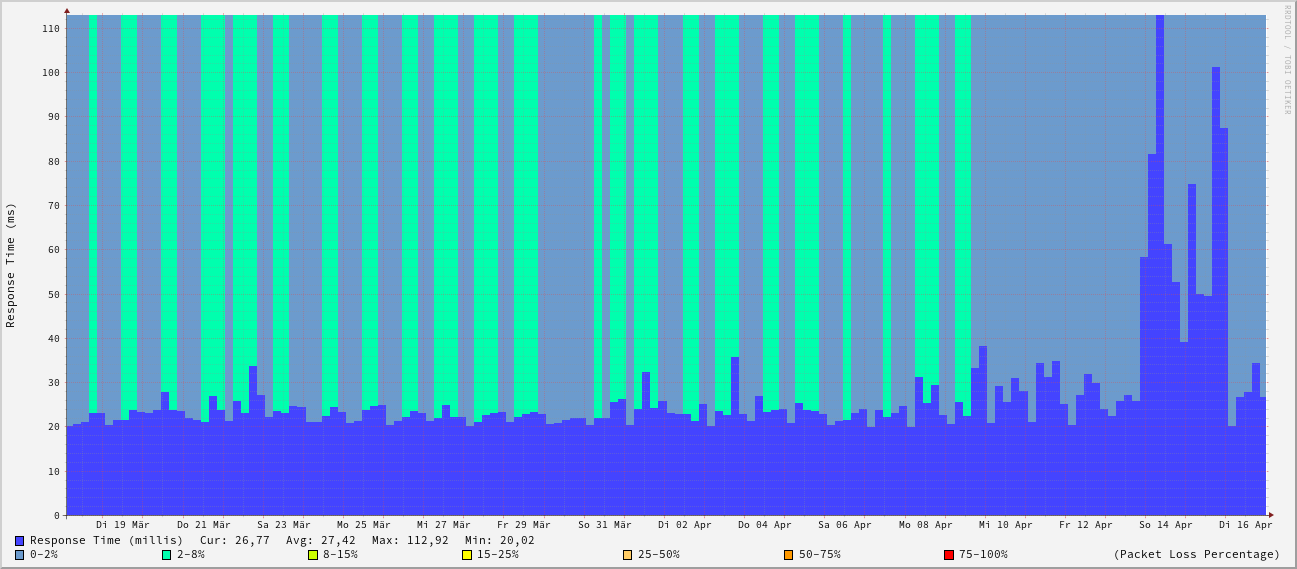 RRDTOOL / TOBI OETIKER
Response Time (ms)
110
100
90
80
70
60
50
40
30
20
10
0
Di 19 Mär Do 21 Mär Sa 23 Mär Mo 25 Mär Mi 27 Mär Fr 29 Mär So 31 Mär Di 02 Apr Do 04 Apr Sa 06 Apr Mo 08 Apr Mi 10 Apr Fr 12 Apr So 14 Apr Di 16 Apr
Response Time (millis) Cur: 26,77 Avg: 27,42 Max: 112,92 Min: 20,02
0-2% 2-8% 8-15% 15-25% 25-50% 50-75% 75-100% (Packet Loss Percentage)